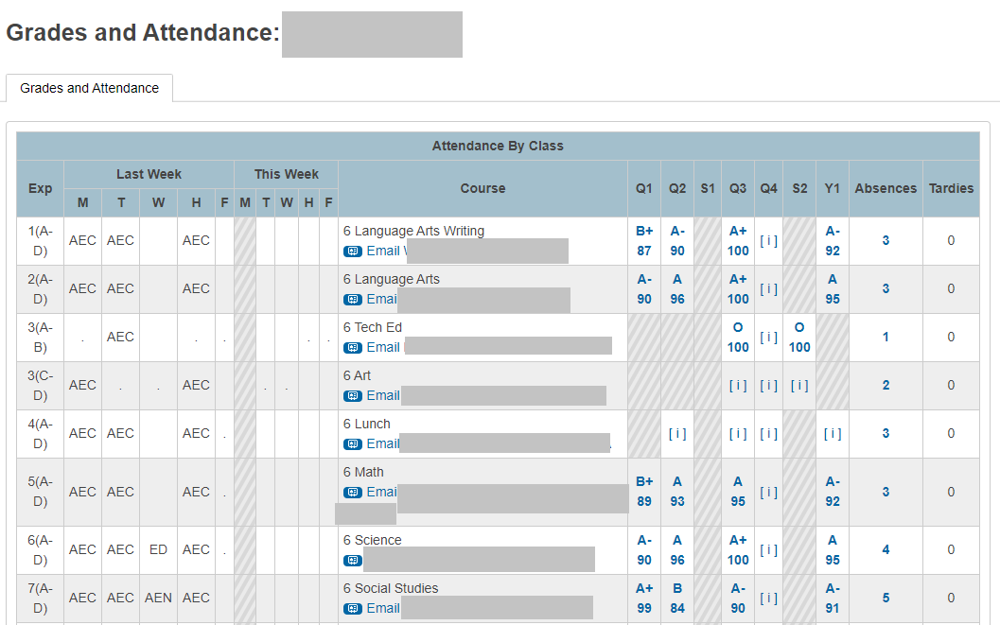 Grades and Attendance:
Grades and Attendance
Attendance By Class
Exp Last Week This Week Course Q1 Q2 S1 Q3 Q4 S2 Y1 Absences Tardies
M T W H F M T W H F
1(A-D) AEC AEC AEC 6 Language Arts Writing B+ 87 A- 90 A+ 100 [ i ] A- 92 3 0
Email
2(A-D) AEC AEC AEC 6 Language Arts A- 90 A 96 A+ 100 [ i ] A 95 3 0
Emai
3(A-B) . AEC . . . . 6 Tech Ed O 100 [ i ] O 100 1 0
Email
3(C-D) AEC . . AEC . . 6 Art [ i ] [ i ] [ i ] 2 0
Email
4(A-D) AEC AEC AEC . 6 Lunch [ i ] [ i ] [ i ] [ i ] 3 0
Email
5(A-D) AEC AEC AEC . 6 Math B+ 89 A 93 A 95 [ i ] A- 92 3 0
Emai
6(A-D) AEC AEC ED AEC . 6 Science A- 90 A 96 A+ 100 [ i ] A 95 4 0
7(A-D) AEC AEC AEN AEC 6 Social Studies A+ 99 B 84 A- 90 [ i ] A- 91 5 0
Email